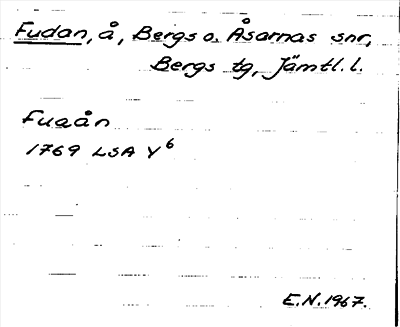 Fudan, å, Bergs o. Åsarnas snr,
Bergs tg, Jämtl. l.
Fuaån
1769 LSA Y⁶
E.N. 1967.